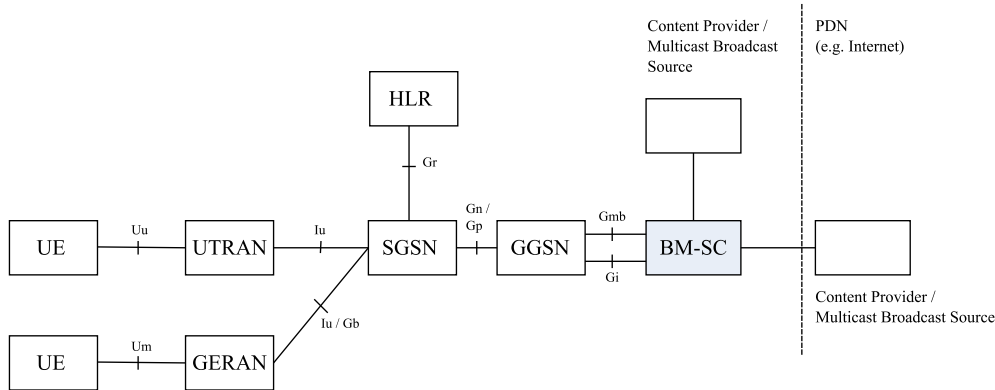 Content Provider /
Multicast Broadcast
Source
PDN
(e.g. Internet)
HLR
Gr
Gn /
Gp
Gmb
Uu
Iu
UE
UTRAN
SGSN
GGSN
BM-SC
Gi
Content Provider /
Multicast Broadcast Source
Iu / Gb
Um
UE
GERAN